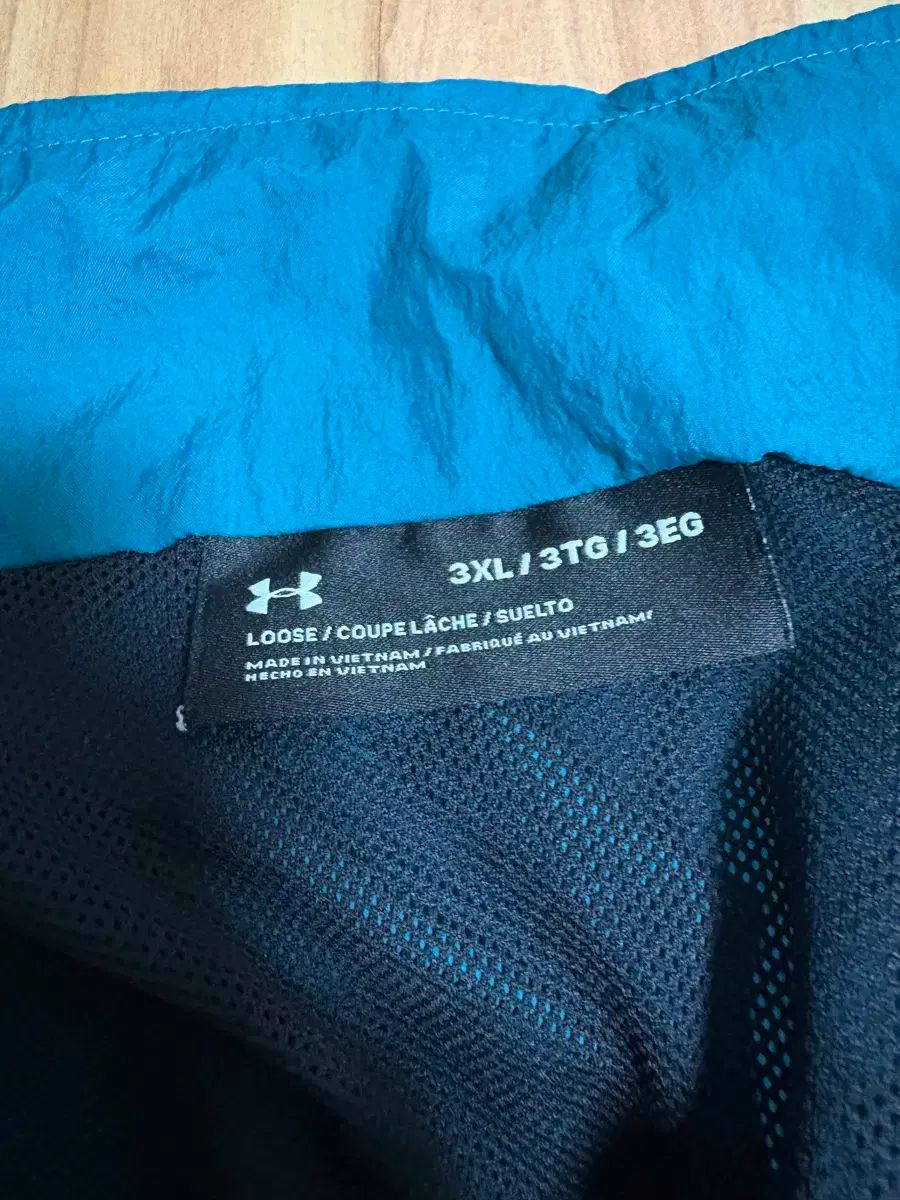 3XL / 3TG / 3EG
LOOSE / COUPE LÂCHE / SUELTO
MADE IN VIETNAM / FABRIQUÉ AU VIETNAM/
HECHO EN VIETNAM